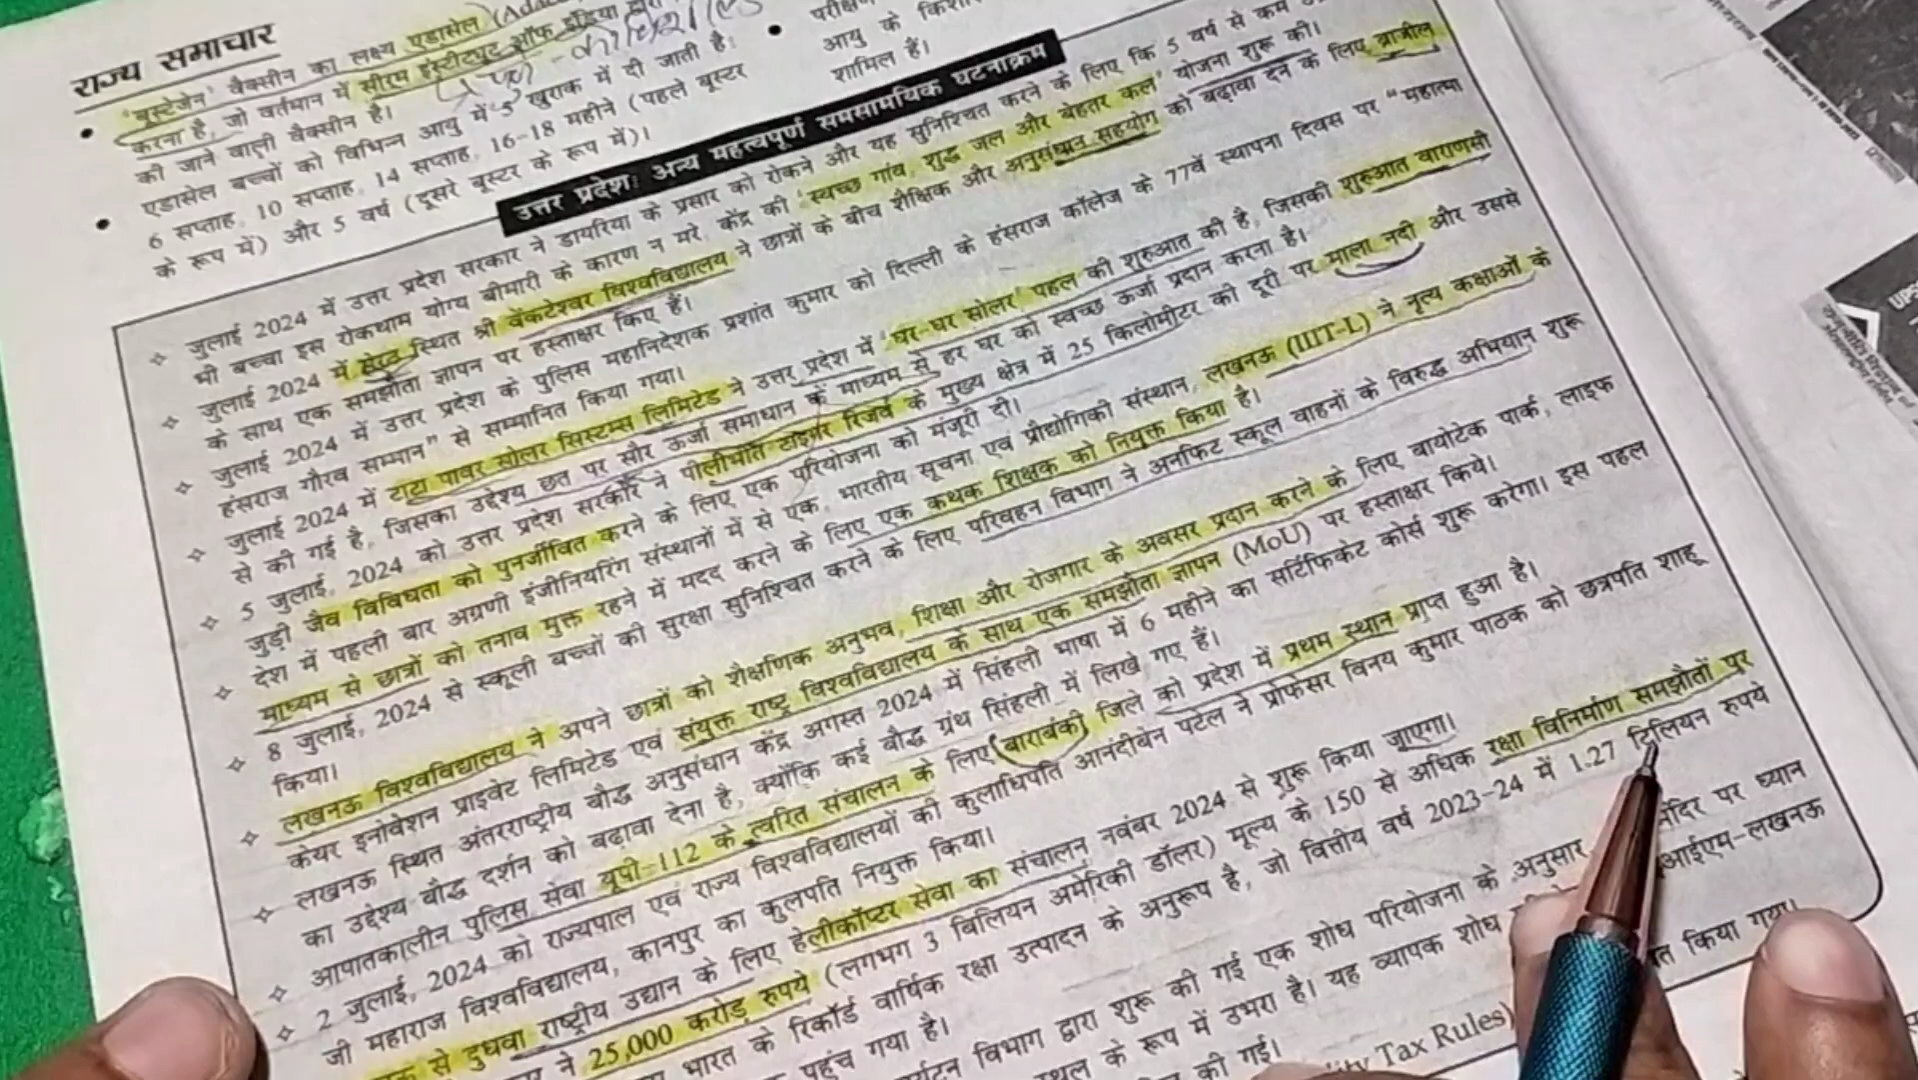 राज्य समाचार
• 'बूस्टेजेन' वैक्सीन का लक्ष्य एडासेल)
करना है, जो वर्तमान में सीरम इंस्टीट्यूट ऑफ इंडिया द्वारा
की जाने वाली वैक्सीन है।
• एडासेल बच्चों को विभिन्न आयु में 5 खुराक में दी जाती है:
6 सप्ताह, 10 सप्ताह, 14 सप्ताह, 16-18 महीने (पहले बूस्टर
के रूप में) और 5 वर्ष (दूसरे बूस्टर के रूप में)।
आयु के
शामिल हैं।
उत्तर प्रदेश: अन्य महत्वपूर्ण समसामयिक घटनाक्रम
जुलाई 2024 में उत्तर प्रदेश सरकार ने डायरिया के प्रसार को रोकने और यह सुनिश्चित करने के लिए कि 5 वर्ष से कम
भी बच्चा इस रोकथाम योग्य बीमारी के कारण न मरे, केंद्र की 'स्वच्छ गांव, शुद्ध जल और बेहतर कल' योजना शुरू की।
जुलाई 2024 में मेरठ स्थित श्री वेंकटेश्वर विश्वविद्यालय ने छात्रों के बीच शैक्षिक और अनुसंधान सहयोग को बढ़ावा देने के लिए ब्राजील
के साथ एक समझौता ज्ञापन पर हस्ताक्षर किए हैं।
जुलाई 2024 में उत्तर प्रदेश के पुलिस महानिदेशक प्रशांत कुमार को दिल्ली के हंसराज कॉलेज के 77वें स्थापना दिवस पर "महात्मा
हंसराज गौरव सम्मान" से सम्मानित किया गया।
जुलाई 2024 में टाटा पावर सोलर सिस्टम्स लिमिटेड ने उत्तर प्रदेश में 'घर-घर सोलर' पहल की शुरुआत की है, जिसकी शुरुआत वाराणसी
से की गई है, जिसका उद्देश्य छत पर सौर ऊर्जा समाधान के माध्यम से हर घर को स्वच्छ ऊर्जा प्रदान करना है।
5 जुलाई, 2024 को उत्तर प्रदेश सरकार ने पीलीभीत टाइगर रिजर्व के मुख्य क्षेत्र में 25 किलोमीटर की दूरी पर माला नदी और उससे
जुड़ी जैव विविधता को पुनर्जीवित करने के लिए एक परियोजना को मंजूरी दी।
देश में पहली बार अग्रणी इंजीनियरिंग संस्थानों में से एक, भारतीय सूचना एवं प्रौद्योगिकी संस्थान, लखनऊ (IIIT-L) ने नृत्य कक्षाओं के
माध्यम से छात्रों को तनाव मुक्त रहने में मदद करने के लिए एक कथक शिक्षक को नियुक्त किया है।
8 जुलाई, 2024 से स्कूली बच्चों की सुरक्षा सुनिश्चित करने के लिए परिवहन विभाग ने अनफिट स्कूल वाहनों के विरुद्ध अभियान शुरू
किया।
लखनऊ विश्वविद्यालय ने अपने छात्रों को शैक्षणिक अनुभव, शिक्षा और रोजगार के अवसर प्रदान करने के लिए बायोटेक पार्क, लाइफ
केयर इनोवेशन प्राइवेट लिमिटेड एवं संयुक्त राष्ट्र विश्वविद्यालय के साथ एक समझौता ज्ञापन (MoU) पर हस्ताक्षर किये।
लखनऊ स्थित अंतरराष्ट्रीय बौद्ध अनुसंधान केंद्र अगस्त 2024 में सिंहली भाषा में 6 महीने का सर्टिफिकेट कोर्स शुरू करेगा। इस पहल
का उद्देश्य बौद्ध दर्शन को बढ़ावा देना है, क्योंकि कई बौद्ध ग्रंथ सिंहली में लिखे गए हैं।
आपातकालीन पुलिस सेवा यूपी-112 के त्वरित संचालन के लिए बाराबंकी जिले को प्रदेश में प्रथम स्थान प्राप्त हुआ है।
2 जुलाई, 2024 को राज्यपाल एवं राज्य विश्वविद्यालयों की कुलाधिपति आनंदीबेन पटेल ने प्रोफेसर विनय कुमार पाठक को छत्रपति शाहू
जी महाराज विश्वविद्यालय, कानपुर का कुलपति नियुक्त किया।
से दुधवा राष्ट्रीय उद्यान के लिए हेलीकॉप्टर सेवा का संचालन नवंबर 2024 से शुरू किया जाएगा।
ने 25,000 करोड़ रुपये (लगभग 3 बिलियन अमेरिकी डॉलर) मूल्य के 150 से अधिक रक्षा विनिर्माण समझौतों पर
भारत के रिकॉर्ड वार्षिक रक्षा उत्पादन के अनुरूप है, जो वित्तीय वर्ष 2023-24 में 1.27 ट्रिलियन रुपये
पहुंच गया है।
विभाग द्वारा शुरू की गई एक शोध परियोजना के अनुसार मंदिर पर ध्यान
स्थल के रूप में उभरा है। यह व्यापक शोध आईएम-लखनऊ
की गई।
Tax Rules)
किया गया।